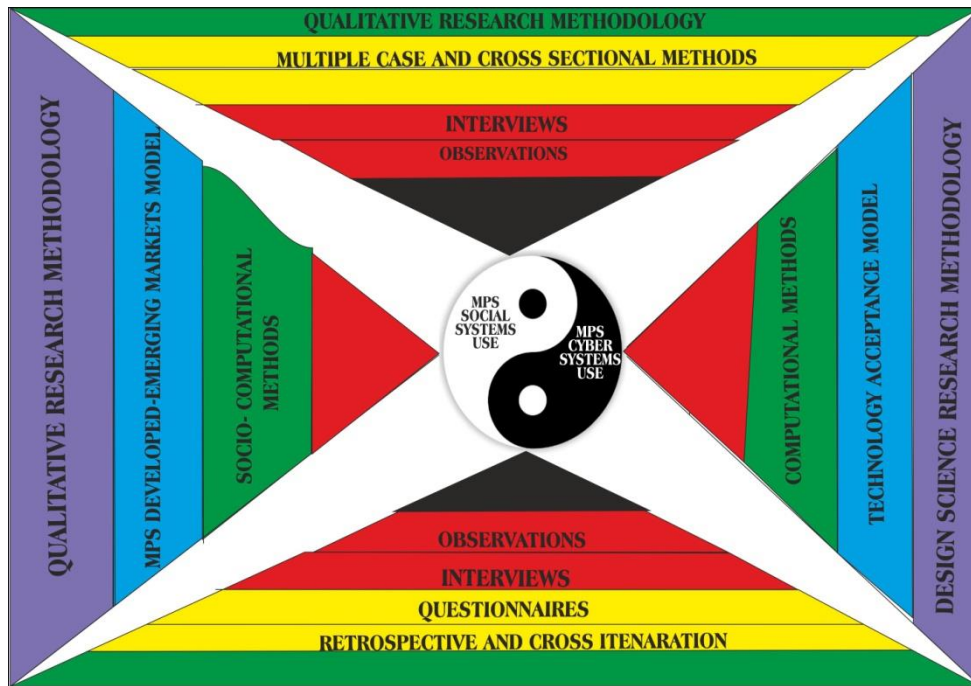 QUALITATIVE RESEARCH METHODOLOGY
MULTIPLE CASE AND CROSS SECTIONAL METHODS
INTERVIEWS
OBSERVATIONS
QUALITATIVE RESEARCH METHODOLOGY
MPS DEVELOPED-EMERGING MARKETS MODEL
SOCIO- COMPUTATIONAL
METHODS
MPS
SOCIAL
SYSTEMS
USE
MPS
CYBER
SYSTEMS
USE
COMPUTATIONAL METHODS
TECHNOLOGY ACCEPTANCE MODEL
DESIGN SCIENCE RESEARCH METHODOLOGY
OBSERVATIONS
INTERVIEWS
QUESTIONNAIRES
RETROSPECTIVE AND CROSS ITENARATION